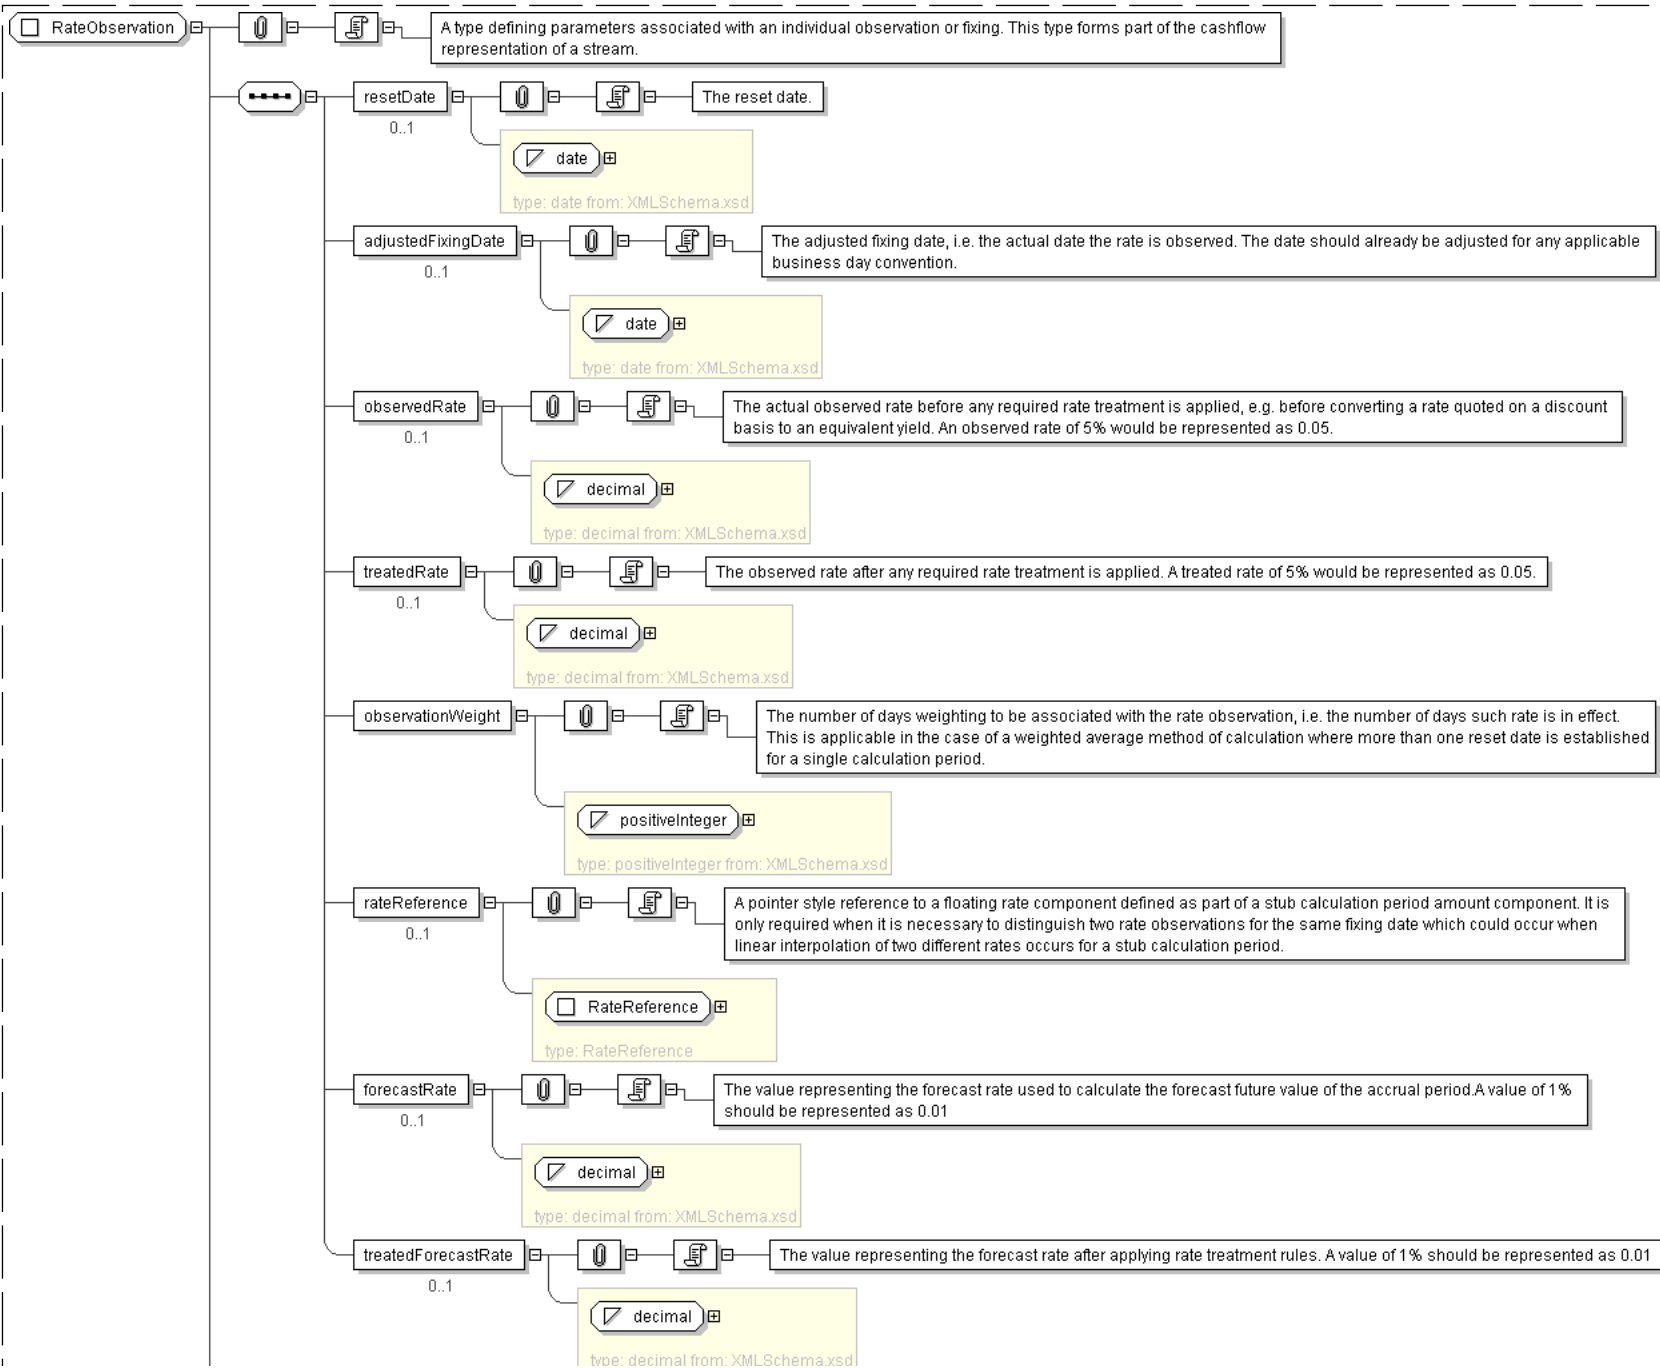 RateObservation
A type defining parameters associated with an individual observation or fixing. This type forms part of the cashflow
representation of a stream.
resetDate
The reset date.
0..1
date
type: date from: XMLSchema.xsd
adjustedFixingDate
The adjusted fixing date, i.e. the actual date the rate is observed. The date should already be adjusted for any applicable
business day convention.
0..1
date
type: date from: XMLSchema.xsd
observedRate
The actual observed rate before any required rate treatment is applied, e.g. before converting a rate quoted on a discount
basis to an equivalent yield. An observed rate of 5% would be represented as 0.05.
0..1
decimal
type: decimal from: XMLSchema.xsd
treatedRate
The observed rate after any required rate treatment is applied. A treated rate of 5% would be represented as 0.05.
0..1
decimal
type: decimal from: XMLSchema.xsd
observationWeight
The number of days weighting to be associated with the rate observation, i.e. the number of days such rate is in effect.
This is applicable in the case of a weighted average method of calculation where more than one reset date is established
for a single calculation period.
0..1
positiveInteger
type: positiveInteger from: XMLSchema.xsd
rateReference
A pointer style reference to a floating rate component defined as part of a stub calculation period amount component. It is
only required when it is necessary to distinguish two rate observations for the same fixing date which could occur when
linear interpolation of two different rates occurs for a stub calculation period.
0..1
RateReference
type: RateReference
forecastRate
The value representing the forecast rate used to calculate the forecast future value of the accrual period.A value of 1%
should be represented as 0.01
0..1
decimal
type: decimal from: XMLSchema.xsd
treatedForecastRate
The value representing the forecast rate after applying rate treatment rules. A value of 1% should be represented as 0.01
0..1
decimal
type: decimal from: XMLSchema.xsd